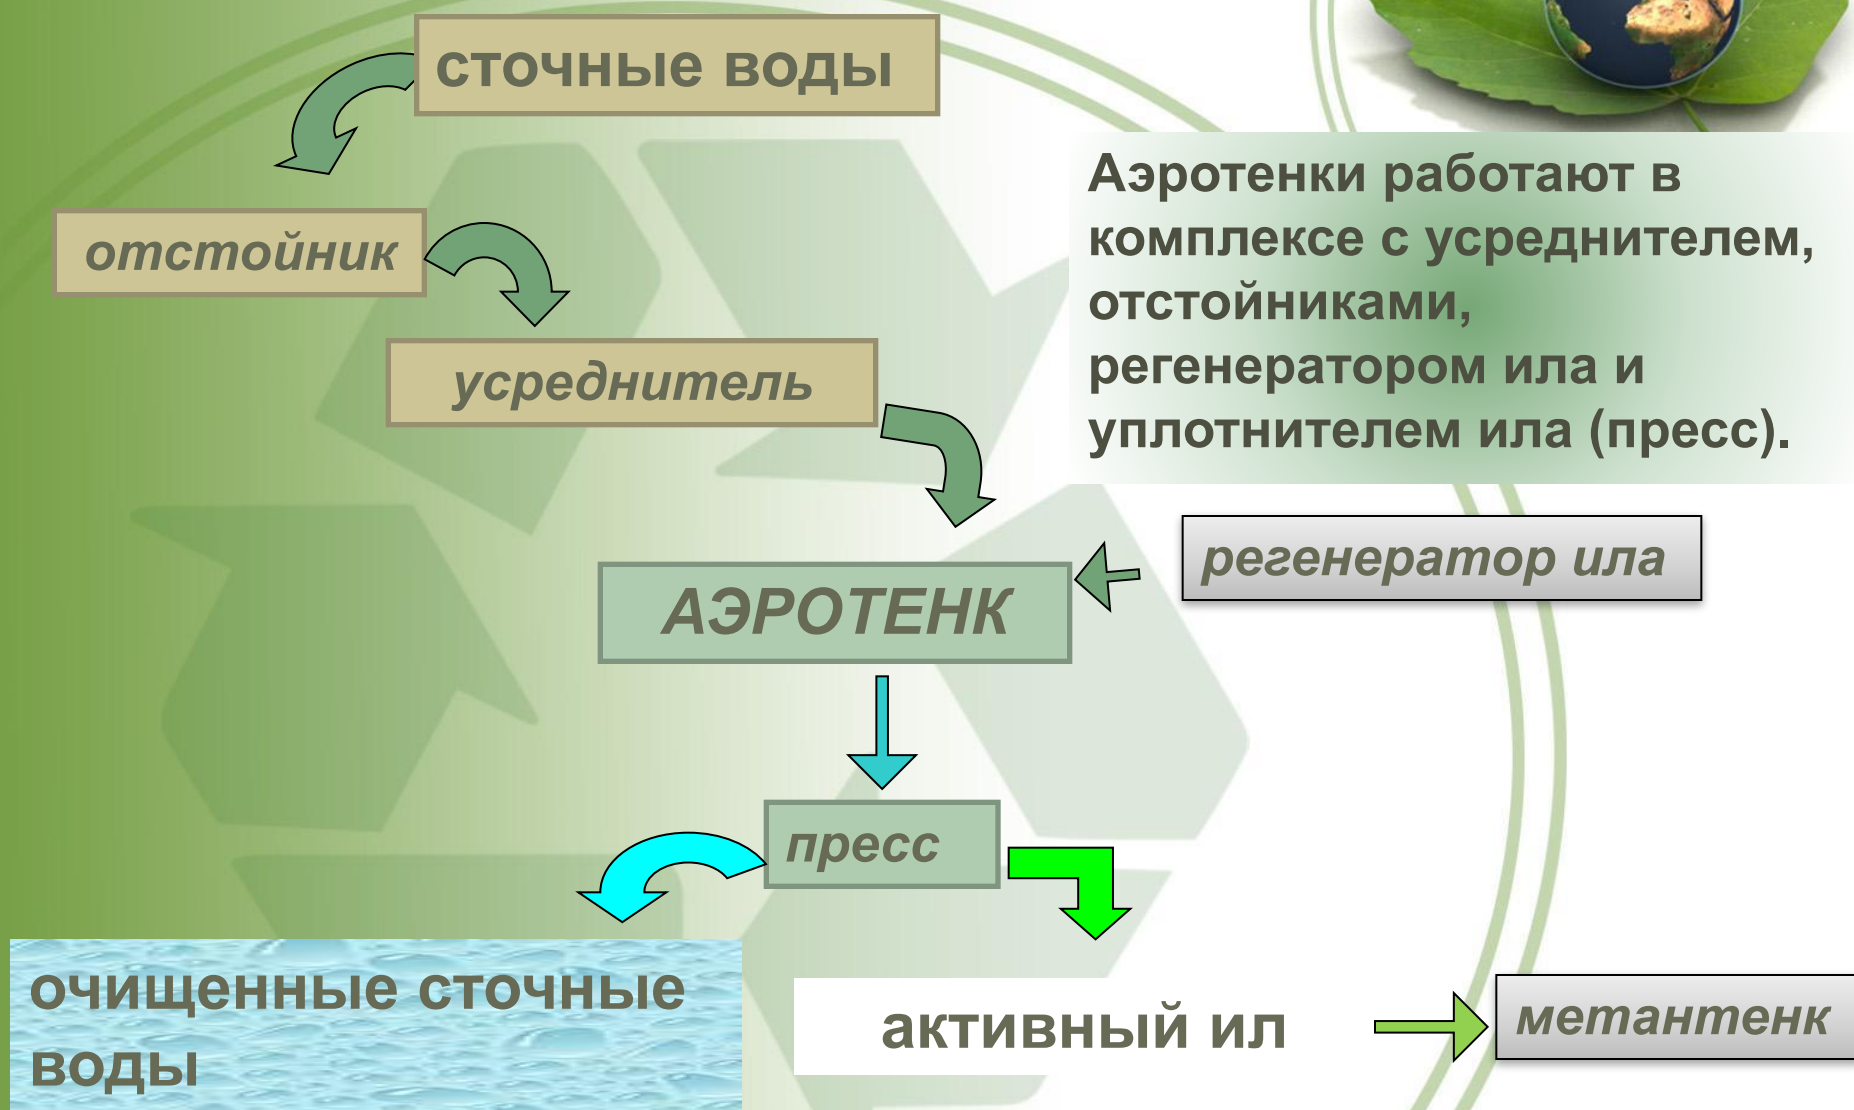 сточные воды
Аэротенки работают в
комплексе с усреднителем,
отстойниками,
регенератором ила и
уплотнителем ила (пресс).
отстойник
усреднитель
регенератор ила
АЭРОТЕНК
пресс
очищенные сточные
воды
активный ил
метантенк